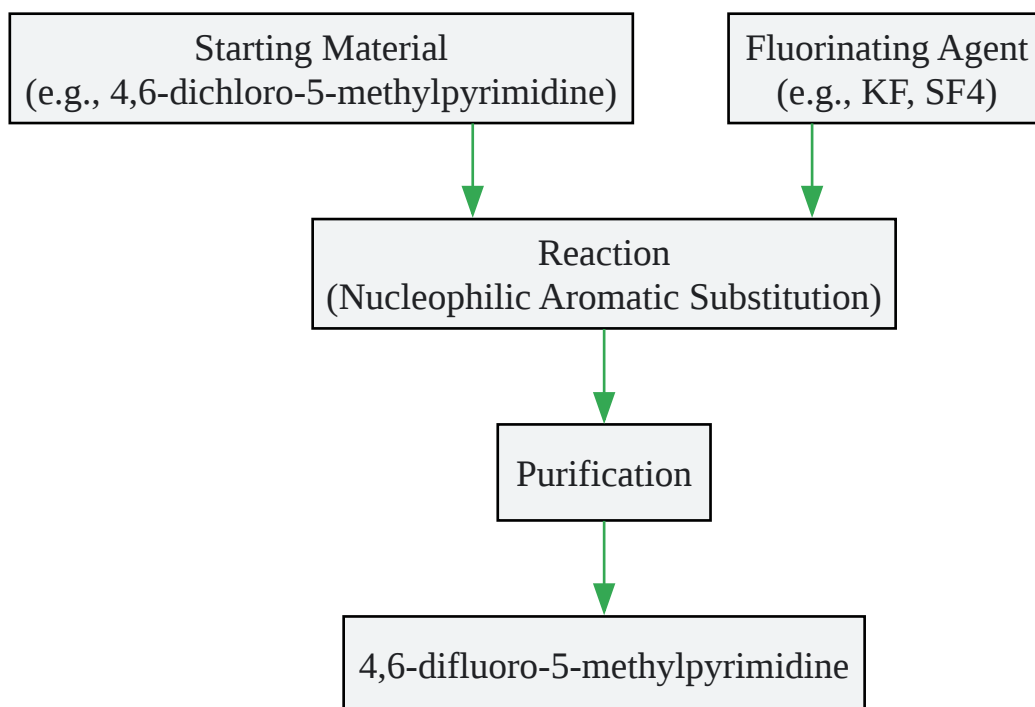 Starting Material
(e.g., 4,6-dichloro-5-methylpyrimidine)
Fluorinating Agent
(e.g., KF, SF4)
Reaction
(Nucleophilic Aromatic Substitution)
Purification
4,6-difluoro-5-methylpyrimidine